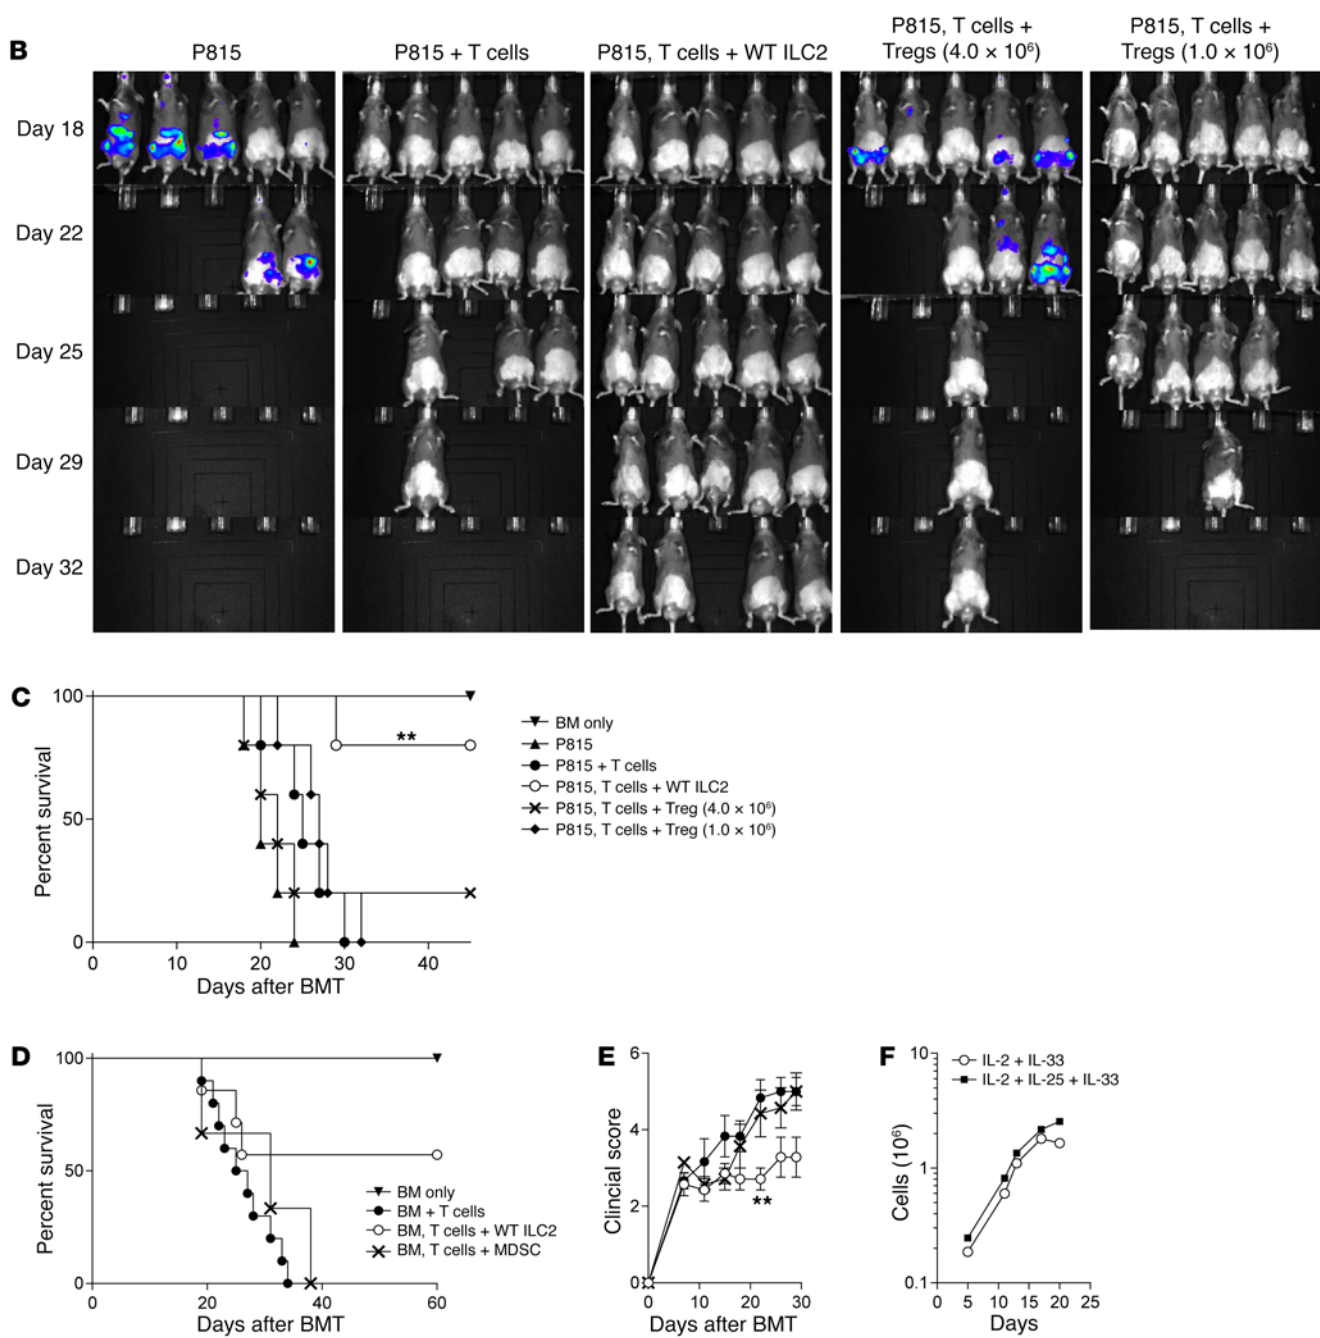 B
P815
P815 + T cells
P815, T cells + WT ILC2
P815, T cells +
Tregs (4.0 × 10⁶)
P815, T cells +
Tregs (1.0 × 10⁶)
Day 18
Day 22
Day 25
Day 29
Day 32
C
Percent survival
100
50
0
**
0 10 20 30 40
Days after BMT
BM only
P815
P815 + T cells
P815, T cells + WT ILC2
P815, T cells + Treg (4.0 × 10⁶)
P815, T cells + Treg (1.0 × 10⁶)
D
Percent survival
100
50
0
0 20 40 60
Days after BMT
BM only
BM + T cells
BM, T cells + WT ILC2
BM, T cells + MDSC
E
Clincial score
6
4
2
0
**
0 10 20 30
Days after BMT
F
Cells (10⁶)
10
1
0.1
IL-2 + IL-33
IL-2 + IL-25 + IL-33
0 5 10 15 20 25
Days